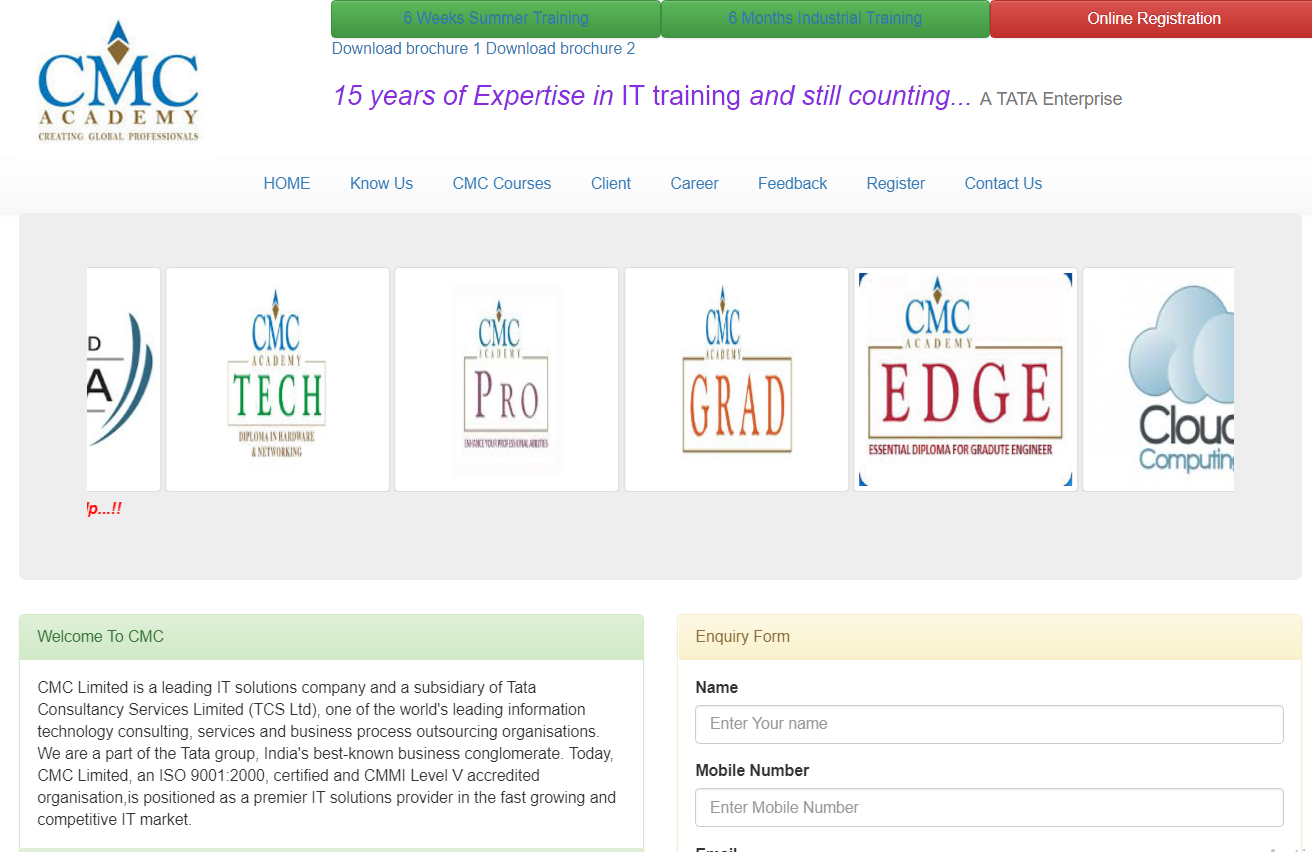 6 Weeks Summer Training
6 Months Industrial Training
Online Registration
Download brochure 1 Download brochure 2
CMC
ACADEMY
CREATING GLOBAL PROFESSIONALS
15 years of Expertise in IT training and still counting... A TATA Enterprise
HOME Know Us CMC Courses Client Career Feedback Register Contact Us
D
A
CMC
ACADEMY
TECH
DIPLOMA IN HARDWARE
& NETWORKING
CMC
ACADEMY
PRO
ENHANCE YOUR PROFESSIONAL ABILITIES
CMC
ACADEMY
GRAD
CMC
ACADEMY
EDGE
ESSENTIAL DIPLOMA FOR GRADUTE ENGINEER
Cloud
Computin
lp...!!
Welcome To CMC
CMC Limited is a leading IT solutions company and a subsidiary of Tata
Consultancy Services Limited (TCS Ltd), one of the world's leading information
technology consulting, services and business process outsourcing organisations.
We are a part of the Tata group, India's best-known business conglomerate. Today,
CMC Limited, an ISO 9001:2000, certified and CMMI Level V accredited
organisation,is positioned as a premier IT solutions provider in the fast growing and
competitive IT market.
Enquiry Form
Name
Enter Your name
Mobile Number
Enter Mobile Number
Email